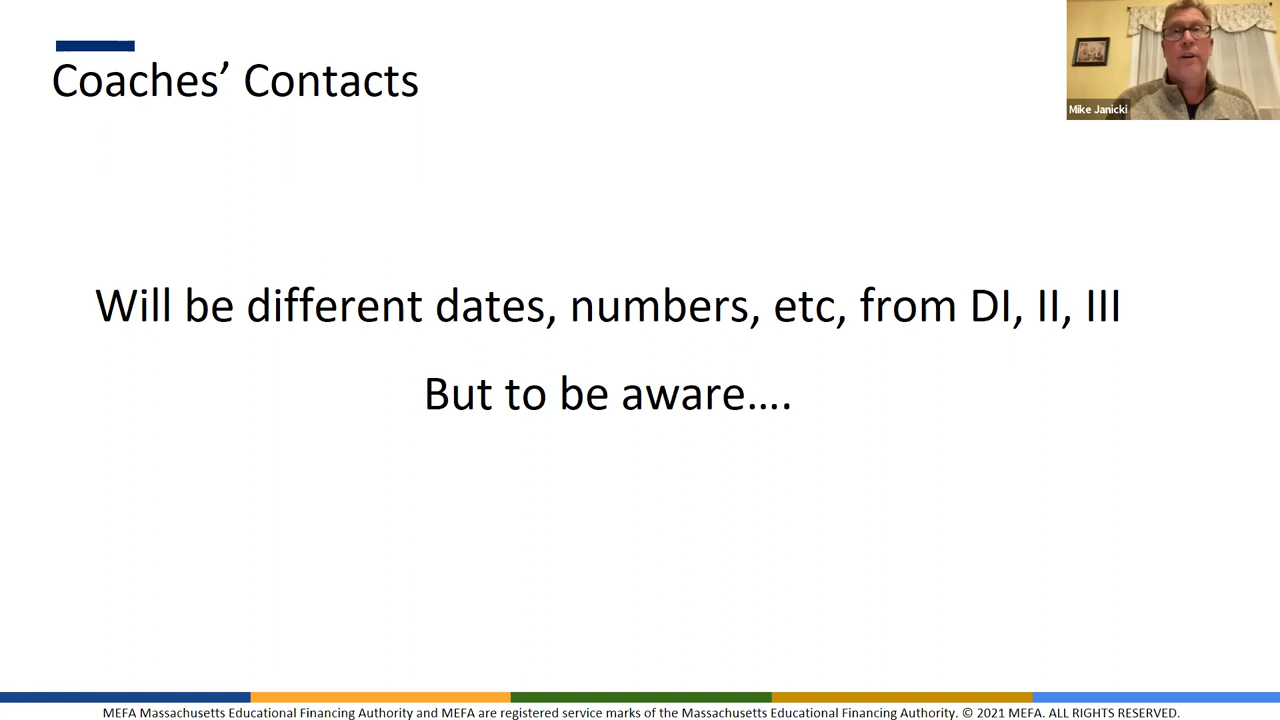 Coaches’ Contacts
Mike Janicki
Will be different dates, numbers, etc, from DI, II, III
But to be aware....
MEFA Massachusetts Educational Financing Authority and MEFA are registered service marks of the Massachusetts Educational Financing Authority. © 2021 MEFA. ALL RIGHTS RESERVED.